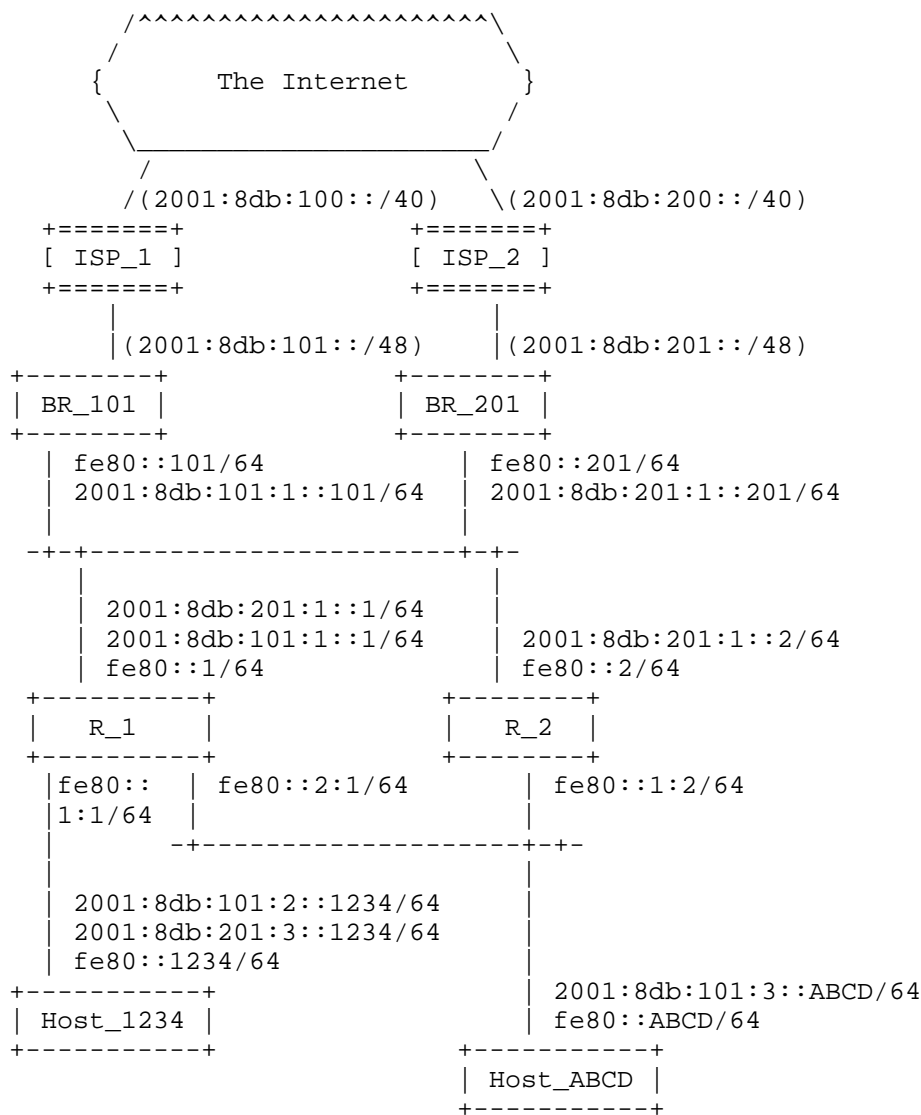 The Internet
(2001:8db:100::/40) (2001:8db:200::/40)
[ ISP_1 ] [ ISP_2 ]
(2001:8db:101::/48) (2001:8db:201::/48)
BR_101 BR_201
fe80::101/64 fe80::201/64
2001:8db:101:1::101/64 2001:8db:201:1::201/64
2001:8db:201:1::1/64
2001:8db:101:1::1/64 2001:8db:201:1::2/64
fe80::1/64 fe80::2/64
R_1 R_2
fe80:: fe80::2:1/64 fe80::1:2/64
1:1/64
2001:8db:101:2::1234/64
2001:8db:201:3::1234/64
fe80::1234/64
2001:8db:101:3::ABCD/64
Host_1234 fe80::ABCD/64
Host_ABCD